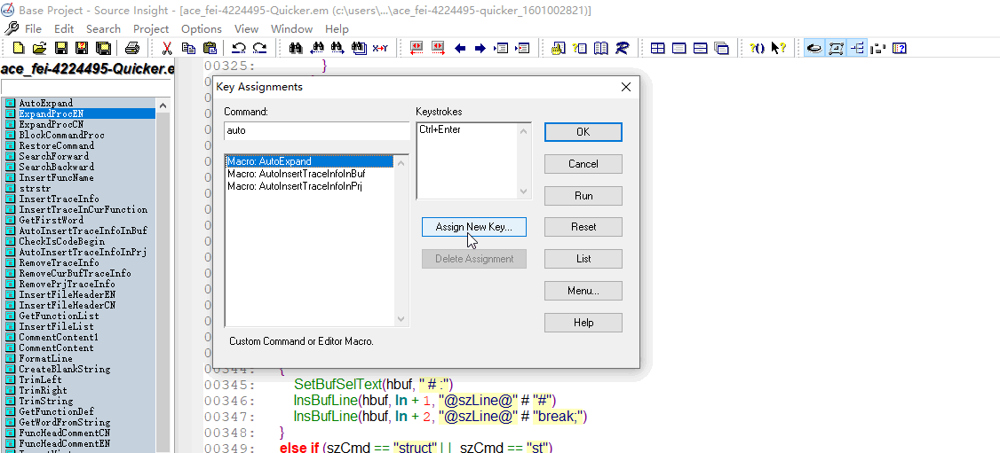 Base Project - Source Insight - [ace_fei-4224495-Quicker.em (c:\users\...\ace_fei-4224495-quicker_1601002821)]
File Edit Search Project Options View Window Help
ace_fei-4224495-Quicker.e
AutoExpand
ExpandProcEN
ExpandProcCN
BlockCommandProc
RestoreCommand
SearchForward
SearchBackward
InsertFuncName
strstr
InsertTraceInfo
InsertTraceInCurFunction
GetFirstWord
AutoInsertTraceInfoInBuf
CheckIsCodeBegin
AutoInsertTraceInfoInPrj
RemoveTraceInfo
RemoveCurBufTraceInfo
RemovePrjTraceInfo
InsertFileHeaderEN
InsertFileHeaderCN
GetFunctionList
InsertFileList
CommentContent1
CommentContent
FormatLine
CreateBlankString
TrimLeft
TrimRight
TrimString
GetFunctionDef
GetWordFromString
FuncHeadCommentCN
FuncHeadCommentEN
00325: }
Key Assignments
Command:
auto
Macro: AutoExpand
Macro: AutoInsertTraceInfoInBuf
Macro: AutoInsertTraceInfoInPrj
Custom Command or Editor Macro.
Keystrokes
Ctrl+Enter
Assign New Key...
Delete Assignment
OK
Cancel
Run
Reset
List
Menu...
Help
00344: {
00345: SetBufSelText(hbuf, " # :")
00346: InsBufLine(hbuf, ln + 1, "@szLine@" # "#")
00347: InsBufLine(hbuf, ln + 2, "@szLine@" # "break;")
00348: }
00349: else if (szCmd == "struct" || szCmd == "st")